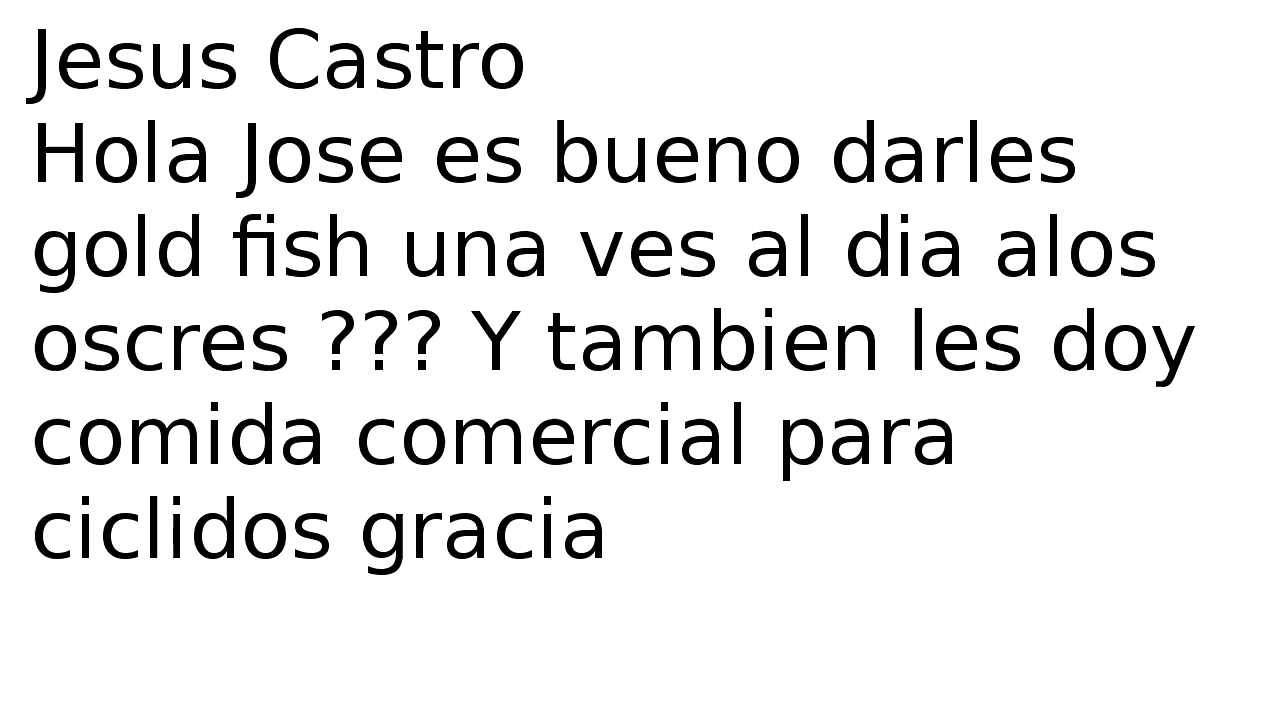 Jesus Castro
Hola Jose es bueno darles
gold fish una ves al dia alos
oscres ??? Y tambien les doy
comida comercial para
ciclidos gracia